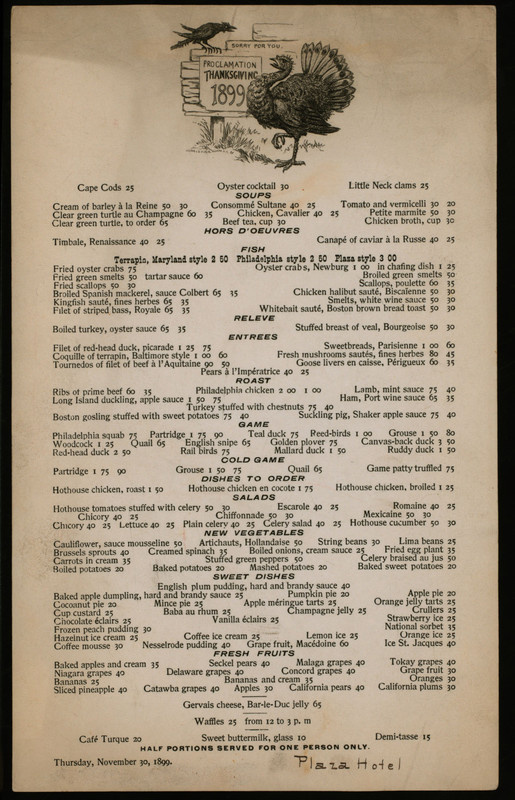 SORRY FOR YOU.
PROCLAMATION
THANKSGIVING
1899
Cape Cods 25 Oyster cocktail 30 Little Neck clams 25
SOUPS
Cream of barley à la Reine 50 30 Consommé Sultane 40 25 Tomato and vermicelli 30 20
Clear green turtle au Champagne 60 35 Chicken, Cavalier 40 25 Petite marmite 50 30
Clear green turtle, to order 65 Beef tea, cup 30 Chicken broth, cup 30
HORS D'OEUVRES
Timbale, Renaissance 40 25 Canapé of caviar à la Russe 40 25
FISH
Terrapin, Maryland style 2 50 Philadelphia style 2 50 Plaza style 3 00
Fried oyster crabs 75 Oyster crabs, Newburg 1 00 in chafing dish 1 25
Fried green smelts 50 tartar sauce 60 Broiled green smelts 50
Fried scallops 50 30 Scallops, poulette 60 35
Broiled Spanish mackerel, sauce Colbert 65 35 Chicken halibut sauté, Biscaïenne 50 30
Kingfish sauté, fines herbes 65 35 Smelts, white wine sauce 50 30
Filet of striped bass, Royale 65 35 Whitebait sauté, Boston brown bread toast 50 30
RELEVE
Boiled turkey, oyster sauce 65 35 Stuffed breast of veal, Bourgeoise 50 30
ENTREES
Filet of red-head duck, picarade 1 25 75 Sweetbreads, Parisienne 1 00 60
Coquille of terrapin, Baltimore style 1 00 60 Fresh mushrooms sautés, fines herbes 80 45
Tournedos of filet of beef à l'Aquitaine 90 50 Goose livers en caisse, Périgueux 60 35
Pears à l'Impératrice 40 25
ROAST
Ribs of prime beef 60 35 Philadelphia chicken 2 00 1 00 Lamb, mint sauce 75 40
Long Island duckling, apple sauce 1 50 75 Ham, Port wine sauce 65 35
Turkey stuffed with chestnuts 75 40
Boston gosling stuffed with sweet potatoes 75 40 Suckling pig, Shaker apple sauce 75 40
GAME
Philadelphia squab 75 Partridge 1 75 90 Teal duck 75 Reed-birds 1 00 Grouse 1 50 80
Woodcock 1 25 Quail 65 English snipe 65 Golden plover 75 Canvas-back duck 3 50
Red-head duck 2 50 Rail birds 75 Mallard duck 1 50 Ruddy duck 1 50
COLD GAME
Partridge 1 75 90 Grouse 1 50 75 Quail 65 Game patty truffled 75
DISHES TO ORDER
Hothouse chicken, roast 1 50 Hothouse chicken en cocote 1 75 Hothouse chicken, broiled 1 25
SALADS
Hothouse tomatoes stuffed with celery 50 30 Escarole 40 25 Romaine 40 25
Chicory 40 25 Chiffonnade 50 30 Mexicaine 50 30
Chicory 40 25 Lettuce 40 25 Plain celery 40 25 Celery salad 40 25 Hothouse cucumber 50 30
NEW VEGETABLES
Cauliflower, sauce mousseline 50 Artichauts, Hollandaise 50 String beans 30 Lima beans 25
Brussels sprouts 40 Creamed spinach 35 Boiled onions, cream sauce 25 Fried egg plant 35
Carrots in cream 35 Stuffed green peppers 50 Celery braised au jus 50
Boiled potatoes 20 Baked potatoes 20 Mashed potatoes 20 Baked sweet potatoes 20
SWEET DISHES
English plum pudding, hard and brandy sauce 40
Baked apple dumpling, hard and brandy sauce 25 Pumpkin pie 20 Apple pie 20
Cocoanut pie 20 Mince pie 25 Apple méringue tarts 25 Orange jelly tarts 25
Cup custard 25 Baba au rhum 25 Champagne jelly 25 Crullers 25
Chocolate éclairs 25 Vanilla éclairs 25 Strawberry ice 25
Frozen peach pudding 30 National sorbet 35
Hazelnut ice cream 25 Coffee ice cream 25 Lemon ice 25 Orange ice 25
Coffee mousse 30 Nesselrode pudding 40 Grape fruit, Macédoine 60 Ice St. Jacques 40
FRESH FRUITS
Baked apples and cream 35 Seckel pears 40 Malaga grapes 40 Tokay grapes 40
Niagara grapes 40 Delaware grapes 40 Concord grapes 40 Grape fruit 30
Bananas 25 Bananas and cream 35 Oranges 30
Sliced pineapple 40 Catawba grapes 40 Apples 30 California pears 40 California plums 30
Gervais cheese, Bar-le-Duc jelly 65
Waffles 25 from 12 to 3 p. m
Café Turque 20 Sweet buttermilk, glass 10 Demi-tasse 15
HALF PORTIONS SERVED FOR ONE PERSON ONLY.
Thursday, November 30, 1899. Plaza Hotel